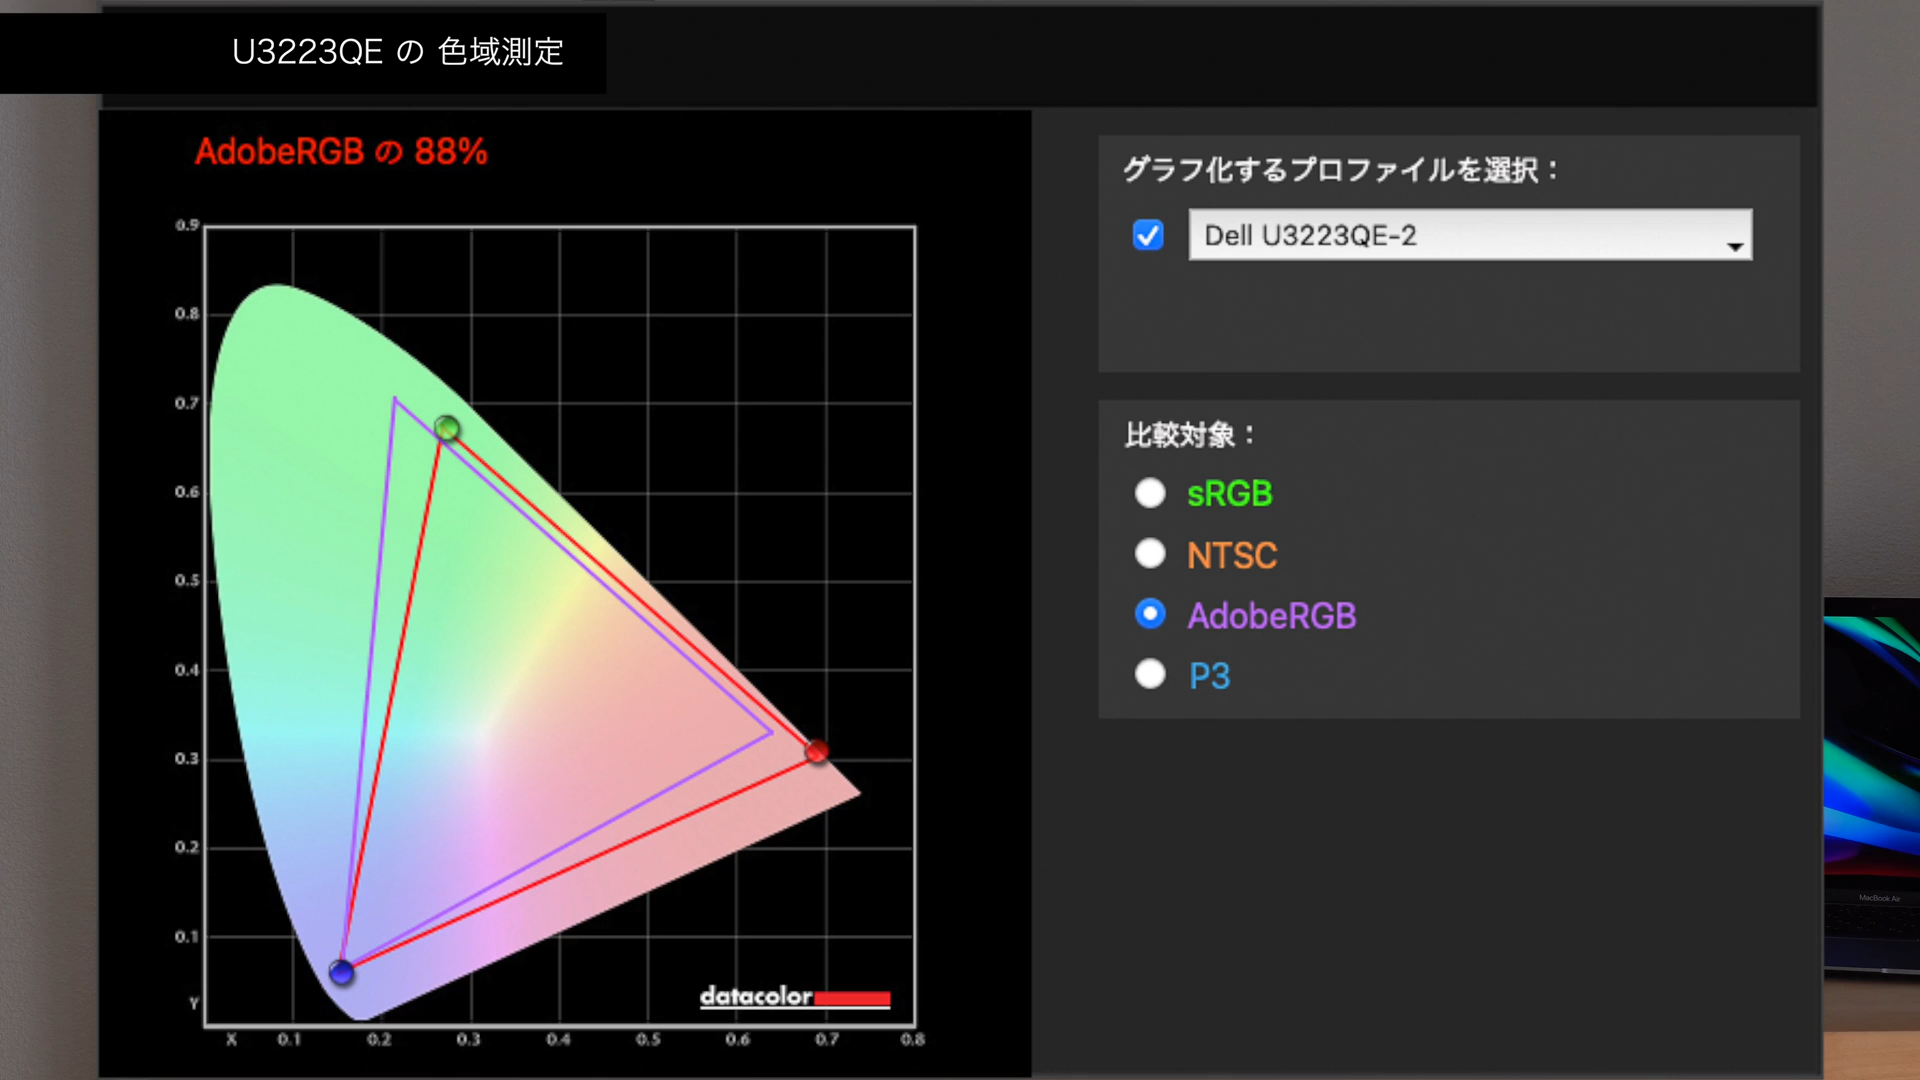 U3223QE の 色域測定
AdobeRGB の 88%
グラフ化するプロファイルを選択：
Dell U3223QE-2
比較対象：
sRGB
NTSC
AdobeRGB
P3
0.9
0.8
0.7
0.6
0.5
0.4
0.3
0.2
0.1
Y
X 0.1 0.2 0.3 0.4 0.5 0.6 0.7 0.8
datacolor
MacBook Air